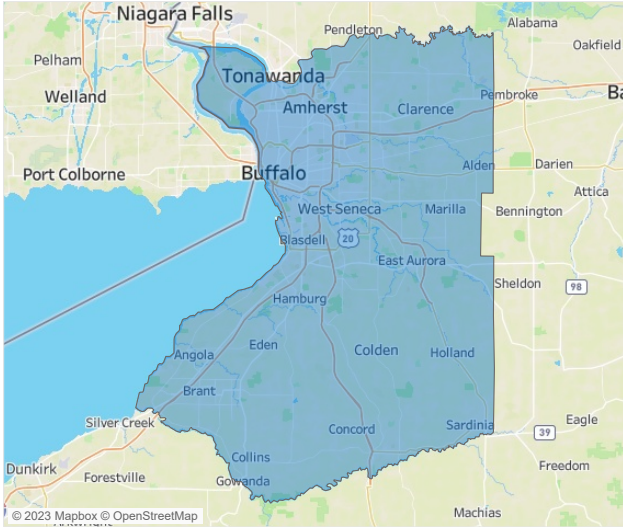 Niagara Falls
Alabama
Pendleton
Oakfield
Pelham
Tonawanda
Welland
Pembroke
Amherst
Clarence
Alden
Darien
Port Colborne
Buffalo
Attica
West Seneca
Marilla
Bennington
Blasdell
20
East Aurora
Sheldon
98
Hamburg
Eden
Angola
Colden
Holland
Brant
Silver Creek
Concord
Sardinia
Eagle
39
Collins
Dunkirk
Forestville
Gowanda
Freedom
Machias
© 2023 Mapbox © OpenStreetMap